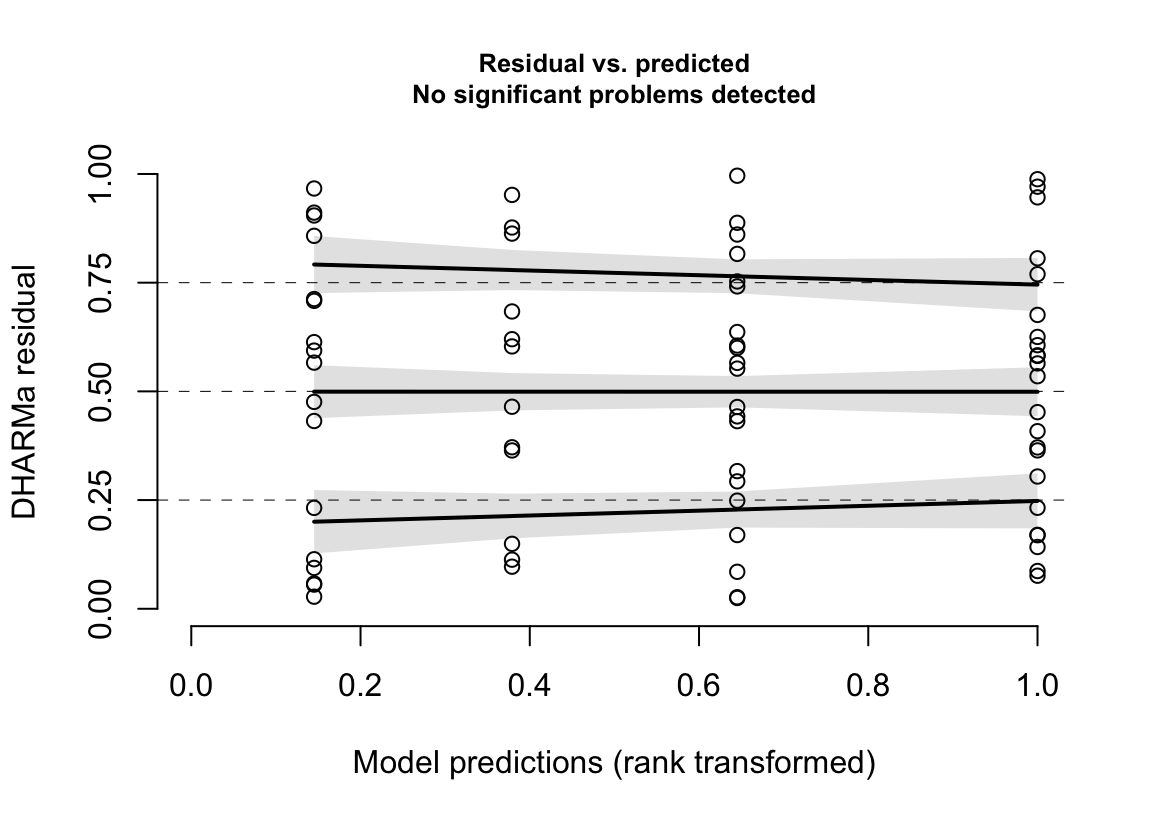 Residual vs. predicted
No significant problems detected
DHARMa residual
1.00
0.75
0.50
0.25
0.00
0.0 0.2 0.4 0.6 0.8 1.0
Model predictions (rank transformed)